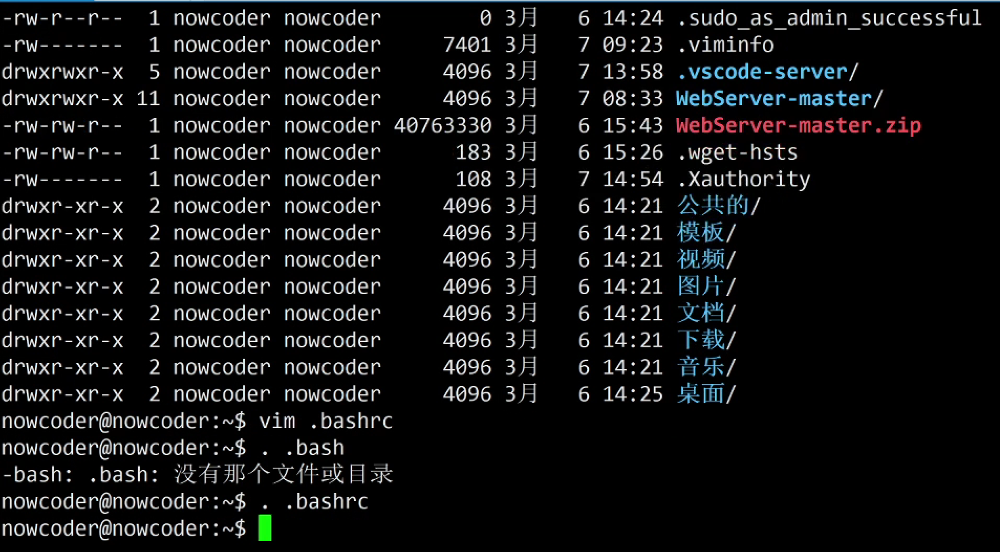 -rw-r--r--  1 nowcoder nowcoder        0 3月   6 14:24 .sudo_as_admin_successful
-rw-------  1 nowcoder nowcoder     7401 3月   7 09:23 .viminfo
drwxrwxr-x  5 nowcoder nowcoder     4096 3月   7 13:58 .vscode-server/
drwxrwxr-x 11 nowcoder nowcoder     4096 3月   7 08:33 WebServer-master/
-rw-rw-r--  1 nowcoder nowcoder 40763330 3月   6 15:43 WebServer-master.zip
-rw-rw-r--  1 nowcoder nowcoder      183 3月   6 15:26 .wget-hsts
-rw-------  1 nowcoder nowcoder      108 3月   7 14:54 .Xauthority
drwxr-xr-x  2 nowcoder nowcoder     4096 3月   6 14:21 公共的/
drwxr-xr-x  2 nowcoder nowcoder     4096 3月   6 14:21 模板/
drwxr-xr-x  2 nowcoder nowcoder     4096 3月   6 14:21 视频/
drwxr-xr-x  2 nowcoder nowcoder     4096 3月   6 14:21 图片/
drwxr-xr-x  2 nowcoder nowcoder     4096 3月   6 14:21 文档/
drwxr-xr-x  2 nowcoder nowcoder     4096 3月   6 14:21 下载/
drwxr-xr-x  2 nowcoder nowcoder     4096 3月   6 14:21 音乐/
drwxr-xr-x  2 nowcoder nowcoder     4096 3月   6 14:25 桌面/
nowcoder@nowcoder:~$ vim .bashrc
nowcoder@nowcoder:~$ . .bash
-bash: .bash: 没有那个文件或目录
nowcoder@nowcoder:~$ . .bashrc
nowcoder@nowcoder:~$